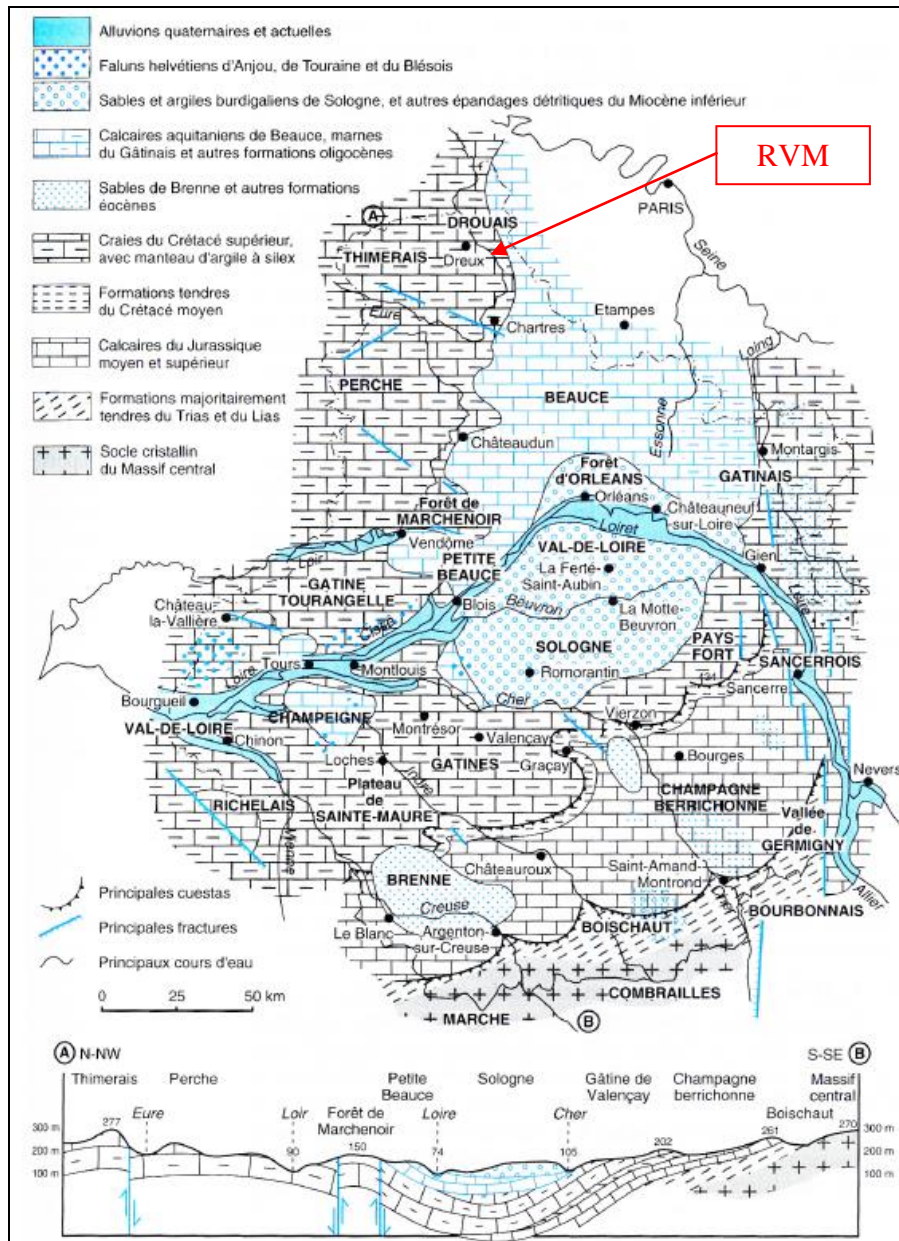 Alluvions quaternaires et actuelles
Faluns helvétiens d'Anjou, de Touraine et du Blésois
Sables et argiles burdigaliens de Sologne, et autres épandages détritiques du Miocène inférieur
Calcaires aquitaniens de Beauce, marnes
du Gâtinais et autres formations oligocènes
Sables de Brenne et autres formations
éocènes
Craies du Crétacé supérieur,
avec manteau d'argile à silex
Formations tendres
du Crétacé moyen
Calcaires du Jurassique
moyen et supérieur
Formations majoritairement
tendres du Trias et du Lias
Socle cristallin
du Massif central
RVM
PARIS
A
DROUAIS
THIMERAIS
Dreux
Seine
Eure
Chartres
Etampes
Loing
PERCHE
BEAUCE
Essonne
Châteaudun
Montargis
GATINAIS
Forêt
d'ORLEANS
Orléans
Châteauneuf
sur-Loire
Forêt de
MARCHENOIR
Loiret
Vendôme
VAL-DE-LOIRE
Gien
Loir
PETITE
BEAUCE
La Ferté-
Saint-Aubin
Loire
GATINE
TOURANGELLE
Château-
la-Vallière
Blois
Beuvron
La Motte-
Beuvron
Cisse
SOLOGNE
PAYS
FORT
SANCERROIS
Tours
Montlouis
Romorantin
434
Sancerre
Loire
Bourgueil
Cher
VAL-DE-LOIRE
CHAMPEIGNE
Montrésor
Vierzon
Chinon
Valençay
Bourges
Loches
GATINES
Graçay
Nevers
Indre
CHAMPAGNE
BERRICHONNE
RICHELAIS
Plateau
de
SAINTE-MAURE
Vallée
de
GERMIGNY
Vienne
Châteauroux
Saint-Amand
Montrond
BRENNE
Cher
Allier
Creuse
BOURBONNAIS
Le Blanc
Argenton-
sur-Creuse
BOISCHAUT
COMBRAILLES
MARCHE
B
Principales cuestas
Principales fractures
Principaux cours d'eau
0 25 50 km
A N-NW S-SE B
Thimerais Perche Petite Beauce Sologne Gâtine de Valençay Champagne berrichonne Massif central
Eure Loir Forêt de Marchenoir Loire Cher Boischaut
277 90 150 74 105 202 261 270
300 m 300 m
200 m 200 m
100 m 100 m